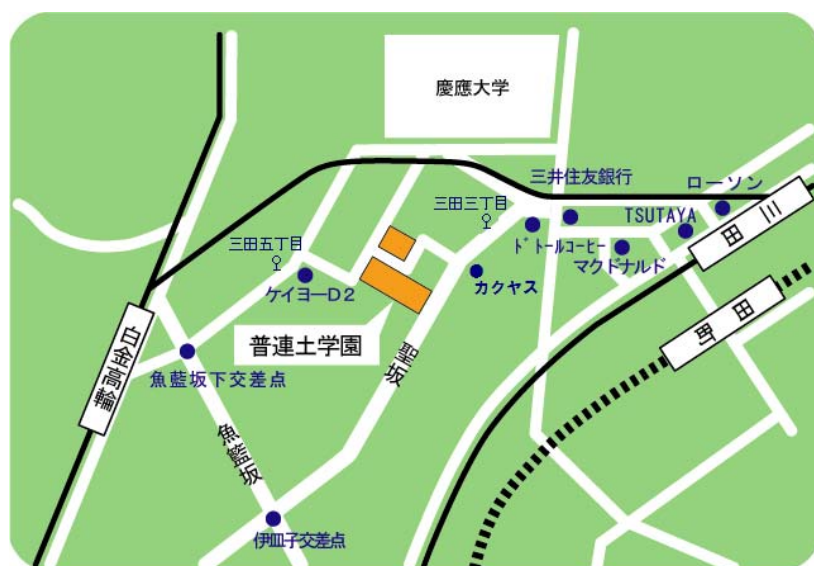 慶應大学
三井住友銀行
ローソン
三田三丁目
TSUTAYA
三田
ドトールコーヒー
マクドナルド
三田五丁目
ケイヨーD2
カクヤス
田町
普連土学園
聖坂
白金高輪
魚藍坂下交差点
魚籃坂
伊皿子交差点